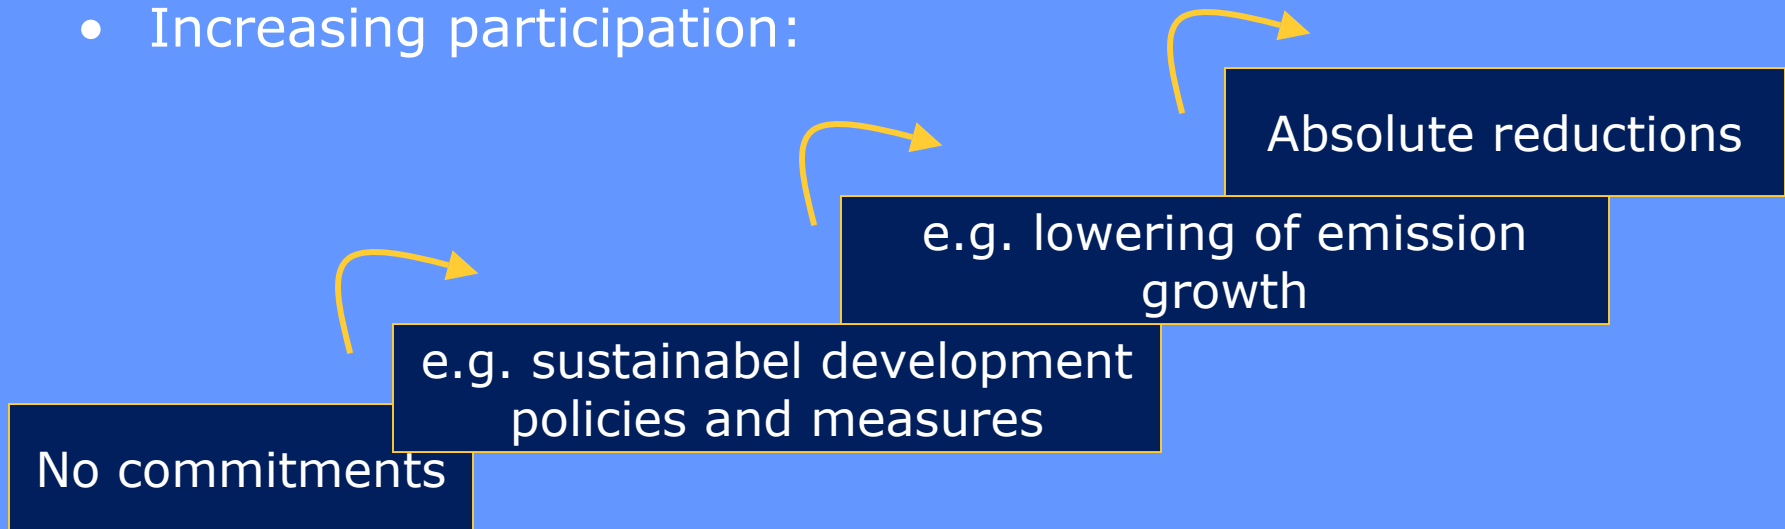 • Increasing participation:
Absolute reductions
e.g. lowering of emission
growth
e.g. sustainabel development
policies and measures
No commitments